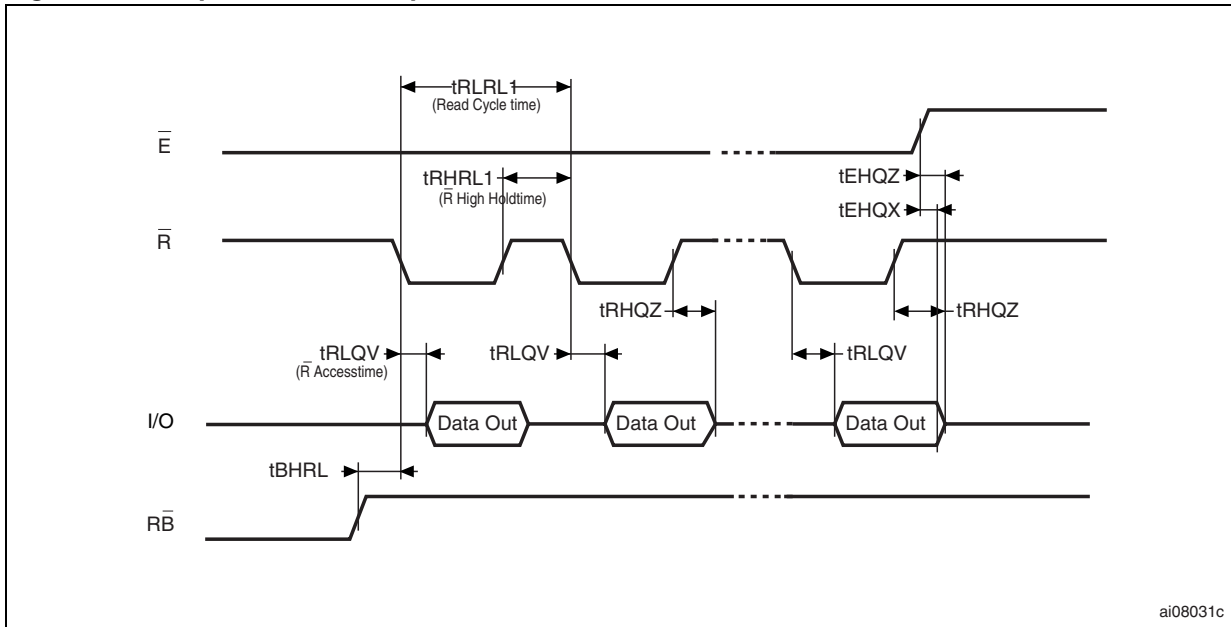 tRLRL1
(Read Cycle time)
E̅
tRHRL1
(R̅ High Holdtime)
tEHQZ
tEHQX
R̅
tRHQZ
tRHQZ
tRLQV
(R̅ Accesstime)
tRLQV
tRLQV
I/O
Data Out
Data Out
Data Out
tBHRL
RB̅
ai08031c